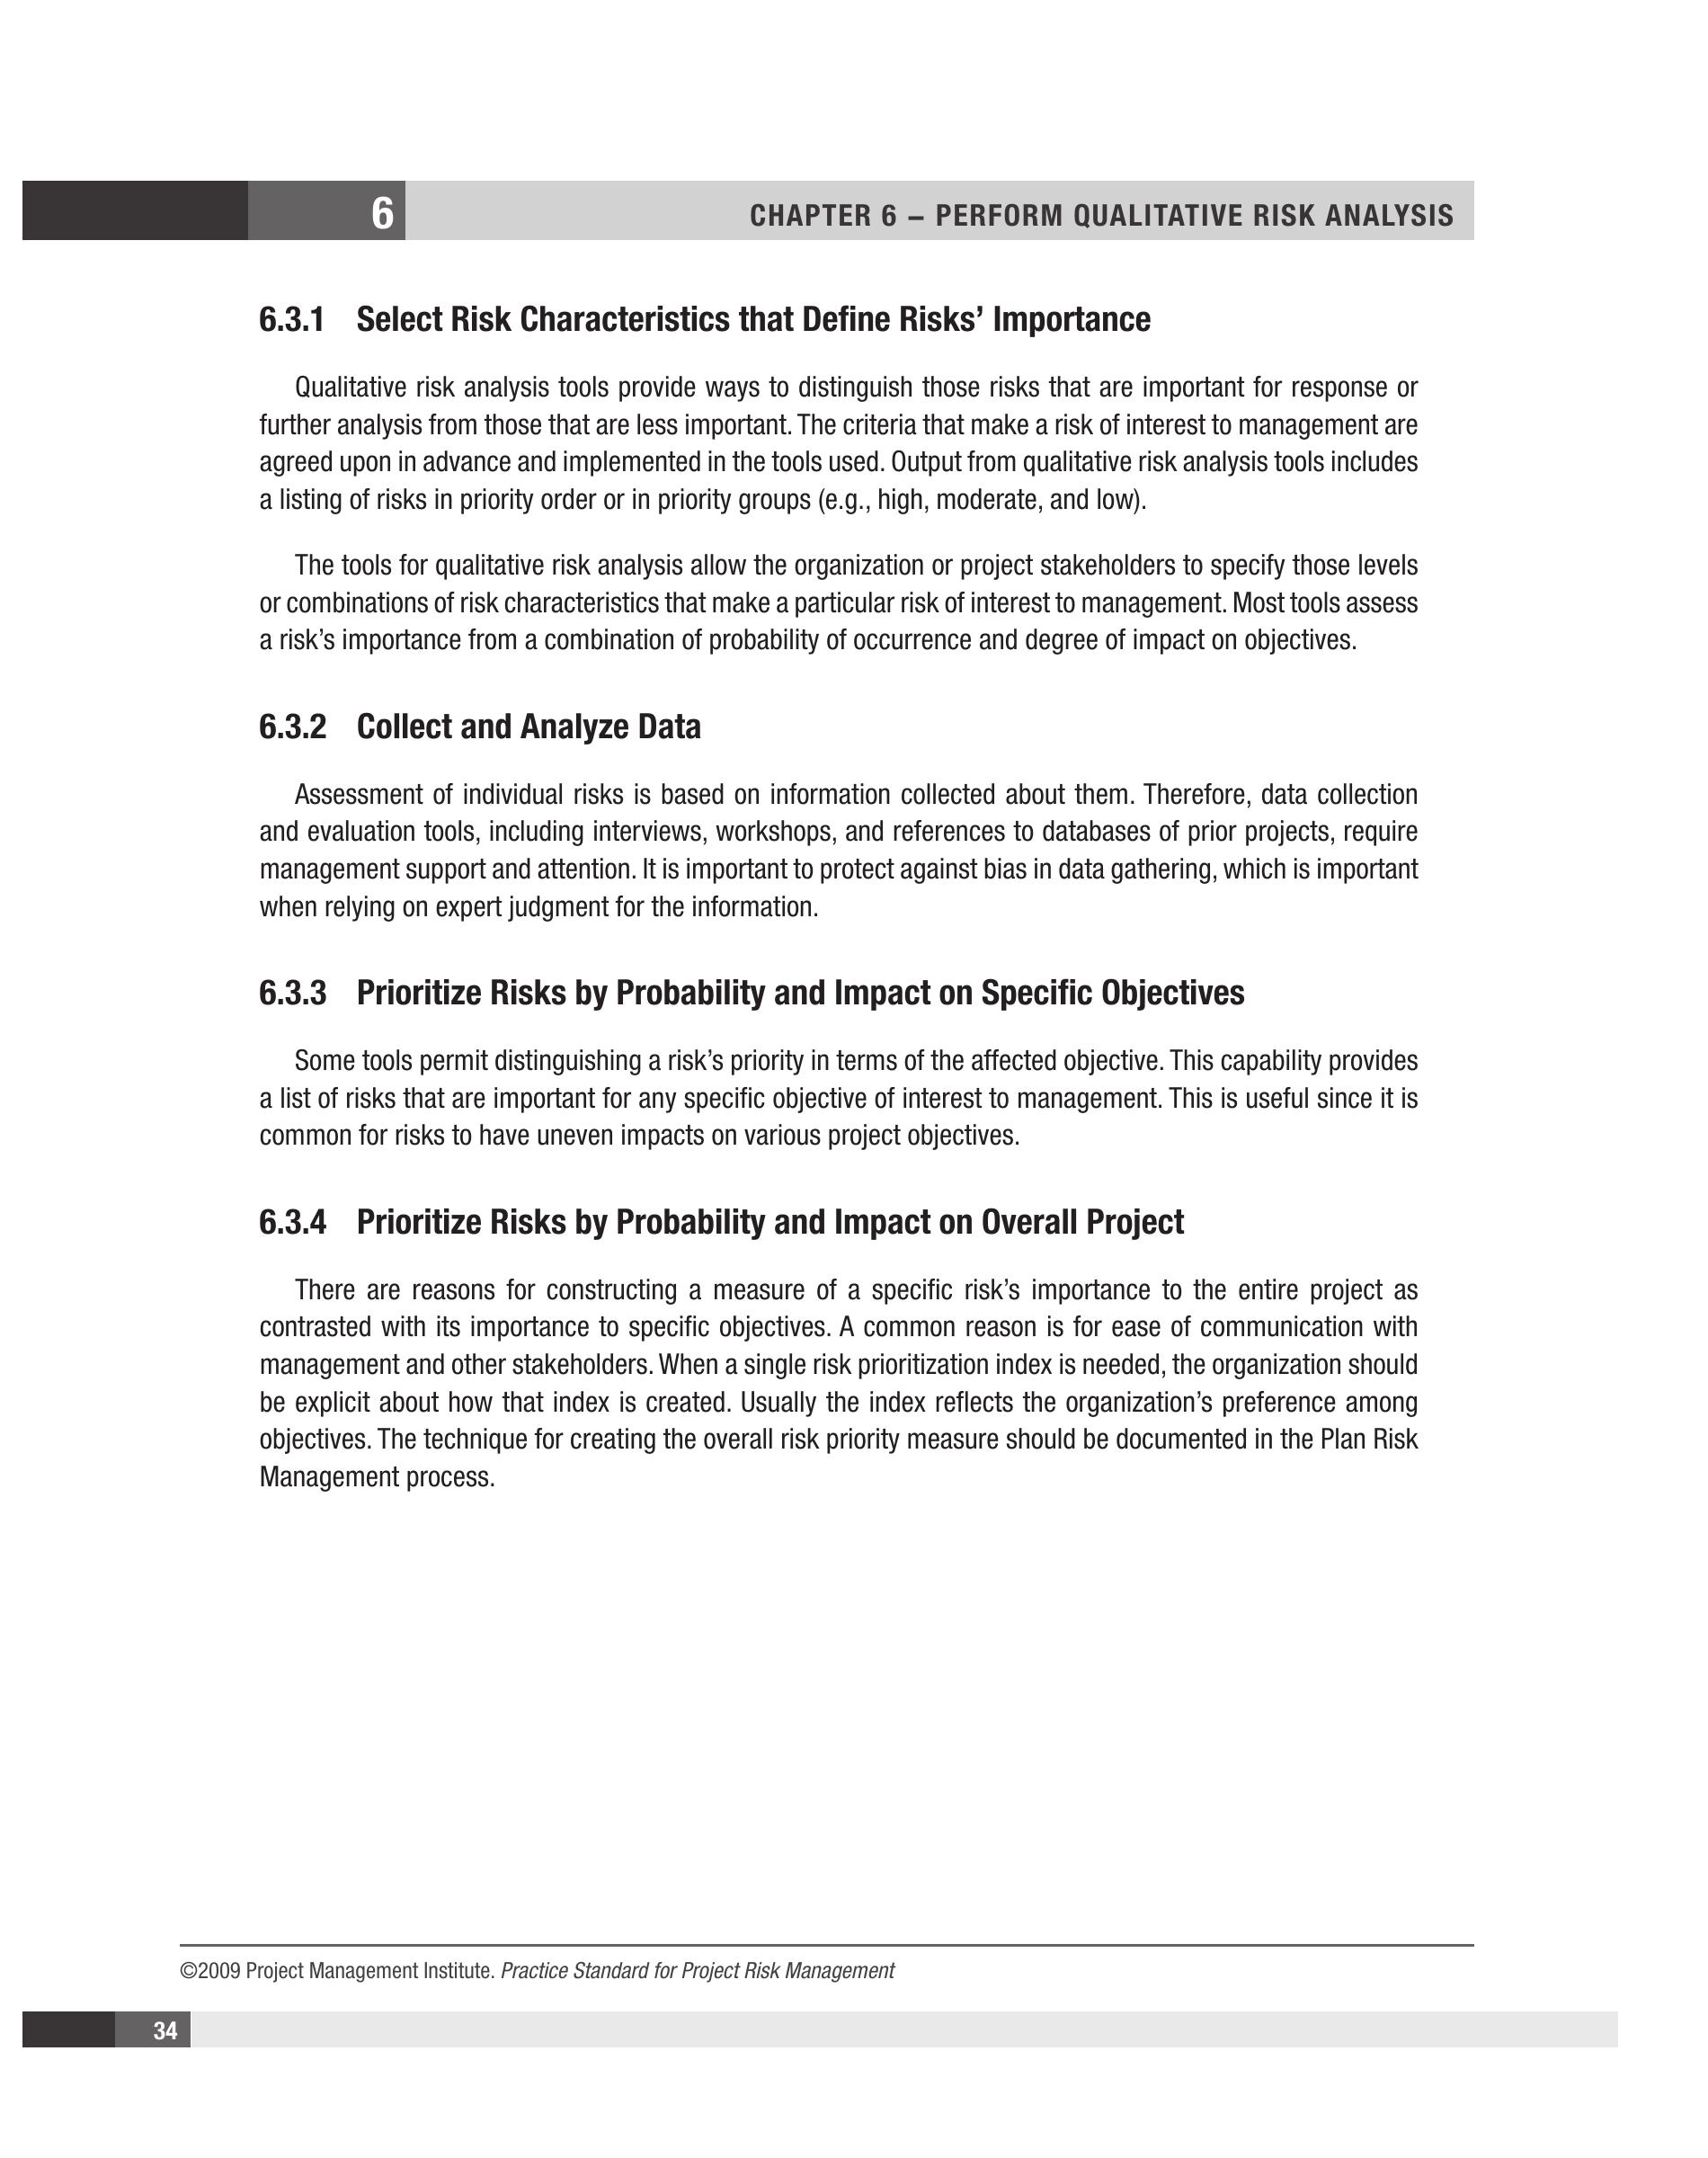 6
CHAPTER 6 – PERFORM QUALITATIVE RISK ANALYSIS
6.3.1 Select Risk Characteristics that Define Risks’ Importance
Qualitative risk analysis tools provide ways to distinguish those risks that are important for response or
further analysis from those that are less important. The criteria that make a risk of interest to management are
agreed upon in advance and implemented in the tools used. Output from qualitative risk analysis tools includes
a listing of risks in priority order or in priority groups (e.g., high, moderate, and low).
The tools for qualitative risk analysis allow the organization or project stakeholders to specify those levels
or combinations of risk characteristics that make a particular risk of interest to management. Most tools assess
a risk’s importance from a combination of probability of occurrence and degree of impact on objectives.
6.3.2 Collect and Analyze Data
Assessment of individual risks is based on information collected about them. Therefore, data collection
and evaluation tools, including interviews, workshops, and references to databases of prior projects, require
management support and attention. It is important to protect against bias in data gathering, which is important
when relying on expert judgment for the information.
6.3.3 Prioritize Risks by Probability and Impact on Specific Objectives
Some tools permit distinguishing a risk’s priority in terms of the affected objective. This capability provides
a list of risks that are important for any specific objective of interest to management. This is useful since it is
common for risks to have uneven impacts on various project objectives.
6.3.4 Prioritize Risks by Probability and Impact on Overall Project
There are reasons for constructing a measure of a specific risk’s importance to the entire project as
contrasted with its importance to specific objectives. A common reason is for ease of communication with
management and other stakeholders. When a single risk prioritization index is needed, the organization should
be explicit about how that index is created. Usually the index reflects the organization’s preference among
objectives. The technique for creating the overall risk priority measure should be documented in the Plan Risk
Management process.
©2009 Project Management Institute. Practice Standard for Project Risk Management
34